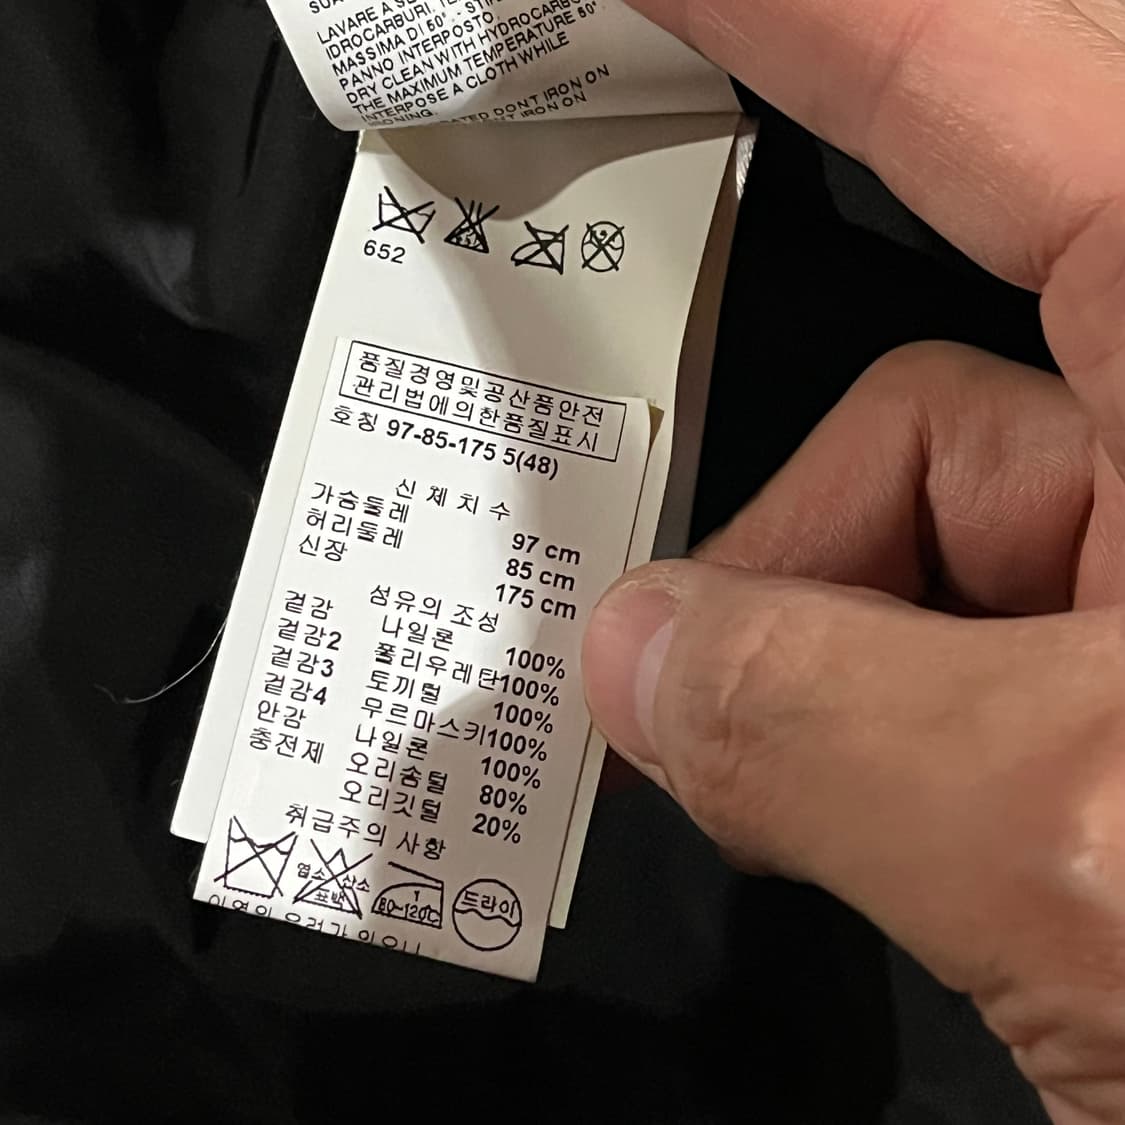 LAVARE A
IDROCARBURI.
MASSIMA DI 60°.
PANNO INTERPOSTO
DRY CLEAN WITH HYDROCARBU
THE MAXIMUM TEMPERATURE 60°
INTERPOSE A CLOTH WHILE
IRONING.
DONT IRON ON
IRON ON
652
품질경영및공산품안전
관리법에의한품질표시
호칭 97-85-175 5(48)
신체치수
가슴둘레 97 cm
허리둘레 85 cm
신장 175 cm
섬유의 조성
겉감 나일론 100%
겉감2 폴리우레탄100%
겉감3 토끼털 100%
겉감4 무르마스키100%
안감 나일론 100%
충전제 오리솜털 80%
오리깃털 20%
취급주의 사항
염소 산소
표백
80~120℃
드라이